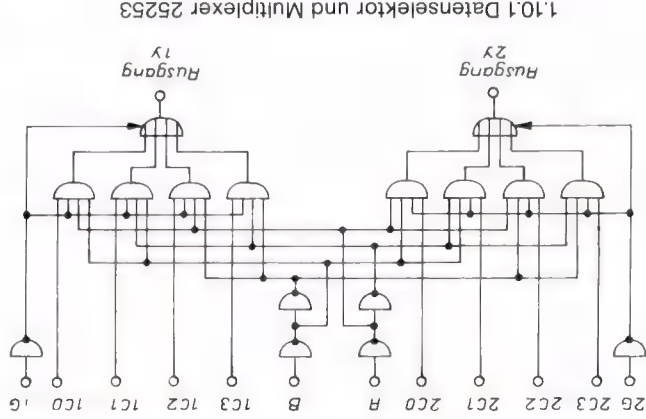 .G 1C0 1C1 1C2 1C3 B A 2C0 2C1 2C2 2C3 2G
Ausgang Ausgang
1Y 2Y
1.10.1 Datenselektor und Multiplexer 25253